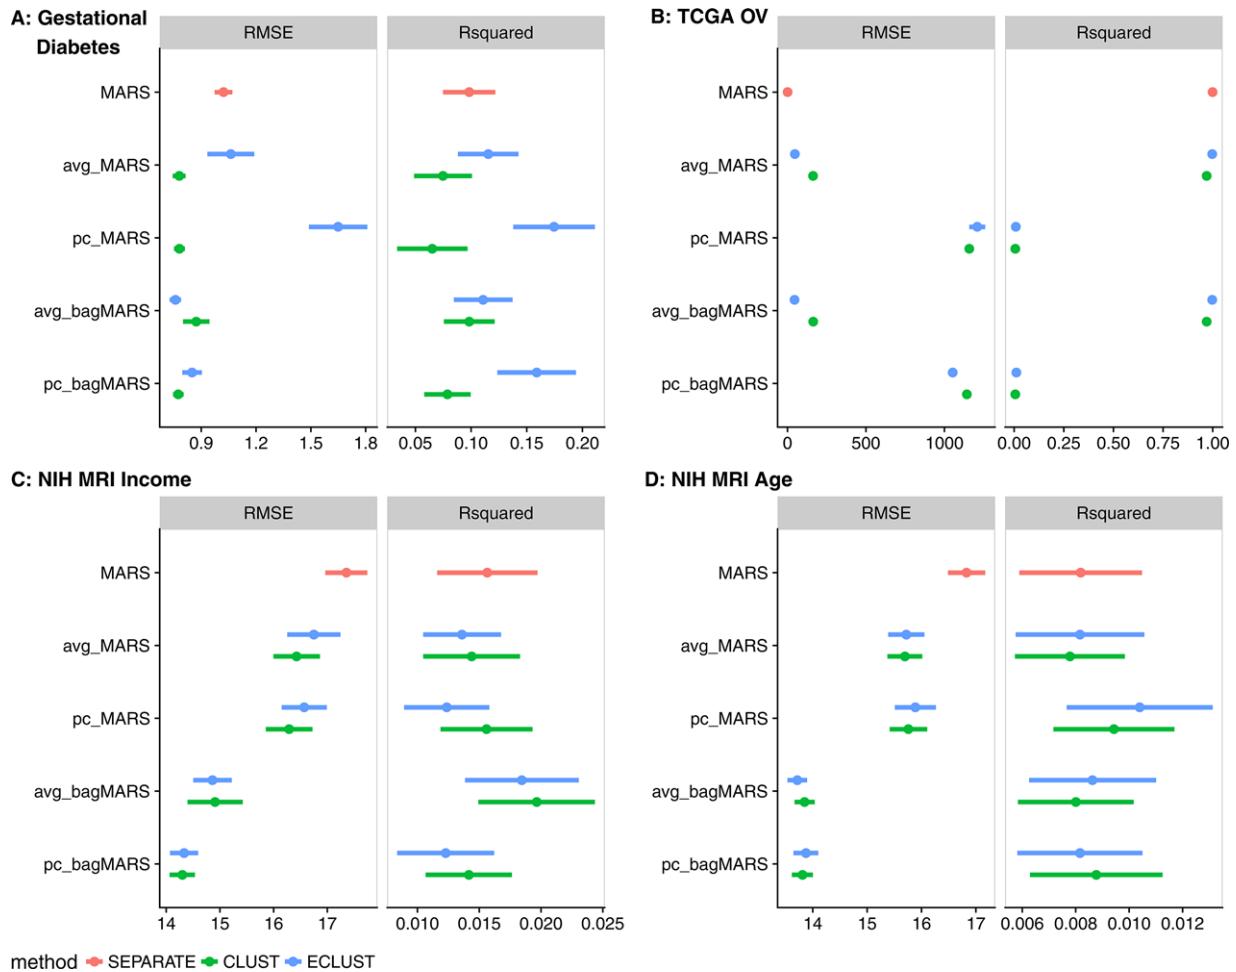 A: Gestational
Diabetes
RMSE
Rsquared
MARS
avg_MARS
pc_MARS
avg_bagMARS
pc_bagMARS
0.9 1.2 1.5 1.8
0.05 0.10 0.15 0.20
B: TCGA OV
RMSE
Rsquared
MARS
avg_MARS
pc_MARS
avg_bagMARS
pc_bagMARS
0 500 1000
0.00 0.25 0.50 0.75 1.00
C: NIH MRI Income
RMSE
Rsquared
MARS
avg_MARS
pc_MARS
avg_bagMARS
pc_bagMARS
14 15 16 17
0.010 0.015 0.020 0.025
D: NIH MRI Age
RMSE
Rsquared
MARS
avg_MARS
pc_MARS
avg_bagMARS
pc_bagMARS
14 15 16 17
0.006 0.008 0.010 0.012
method SEPARATE CLUST ECLUST